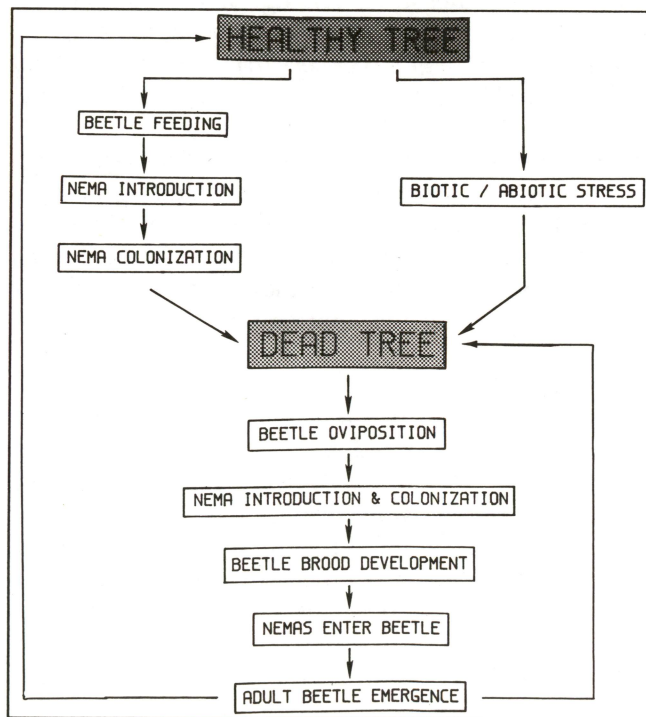 HEALTHY TREE
BEETLE FEEDING
NEMA INTRODUCTION
NEMA COLONIZATION
BIOTIC / ABIOTIC STRESS
DEAD TREE
BEETLE OVIPOSITION
NEMA INTRODUCTION & COLONIZATION
BEETLE BROOD DEVELOPMENT
NEMAS ENTER BEETLE
ADULT BEETLE EMERGENCE